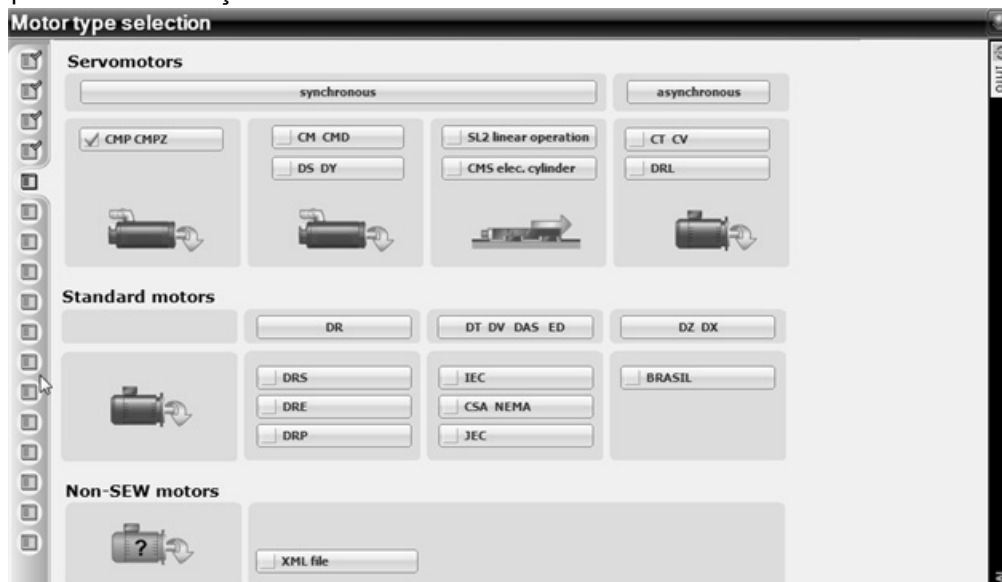 Motor type selection
Servomotors
synchronous
asynchronous
CMP CMPZ
CM CMD
SL2 linear operation
CT CV
DS DY
CMS elec. cylinder
DRL
Standard motors
DR
DT DV DAS ED
DZ DX
DRS
IEC
BRASIL
DRE
CSA NEMA
DRP
JEC
Non-SEW motors
?
XML file